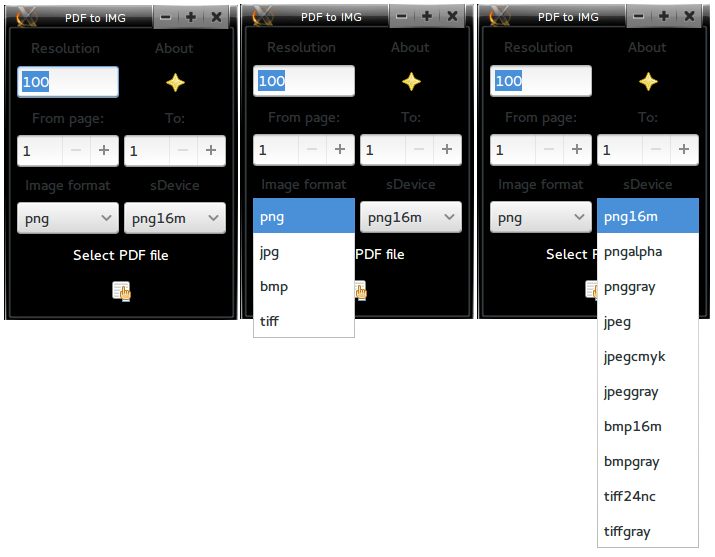 PDF to IMG
Resolution About
100
From page: To:
1 1
Image format sDevice
png png16m
Select PDF file
PDF to IMG
Resolution About
100
From page: To:
1 1
Image format sDevice
png png16m
jpg
PDF file
bmp
tiff
PDF to IMG
Resolution About
100
From page: To:
1 1
Image format sDevice
png png16m
pngalpha
Select P
pnggray
jpeg
jpegcmyk
jpeggray
bmp16m
bmpgray
tiff24nc
tiffgray